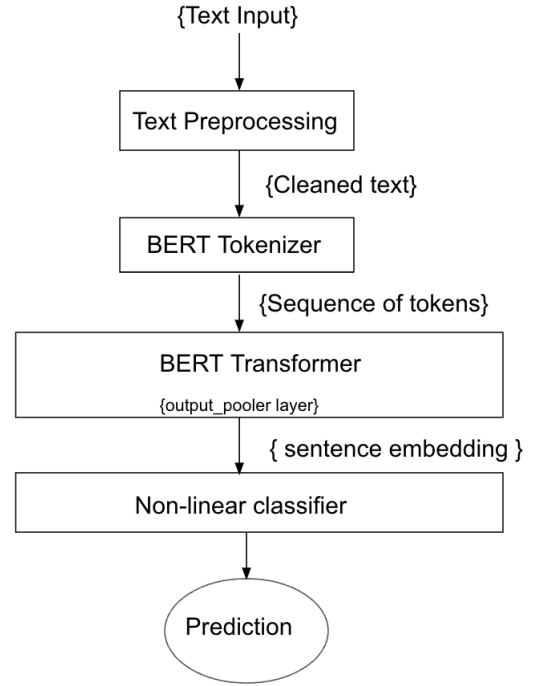 {Text Input}
Text Preprocessing
{Cleaned text}
BERT Tokenizer
{Sequence of tokens}
BERT Transformer
{output_pooler layer}
{ sentence embedding }
Non-linear classifier
Prediction